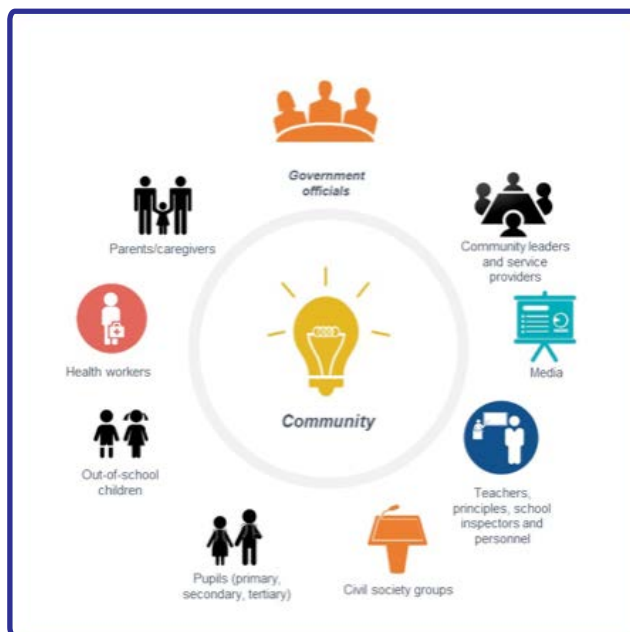 Government
officials
Parents/caregivers
Community leaders
and service
providers
Health workers
Media
Community
Out-of-school
children
Teachers,
principles, school
inspectors and
personnel
Pupils (primary,
secondary, tertiary)
Civil society groups